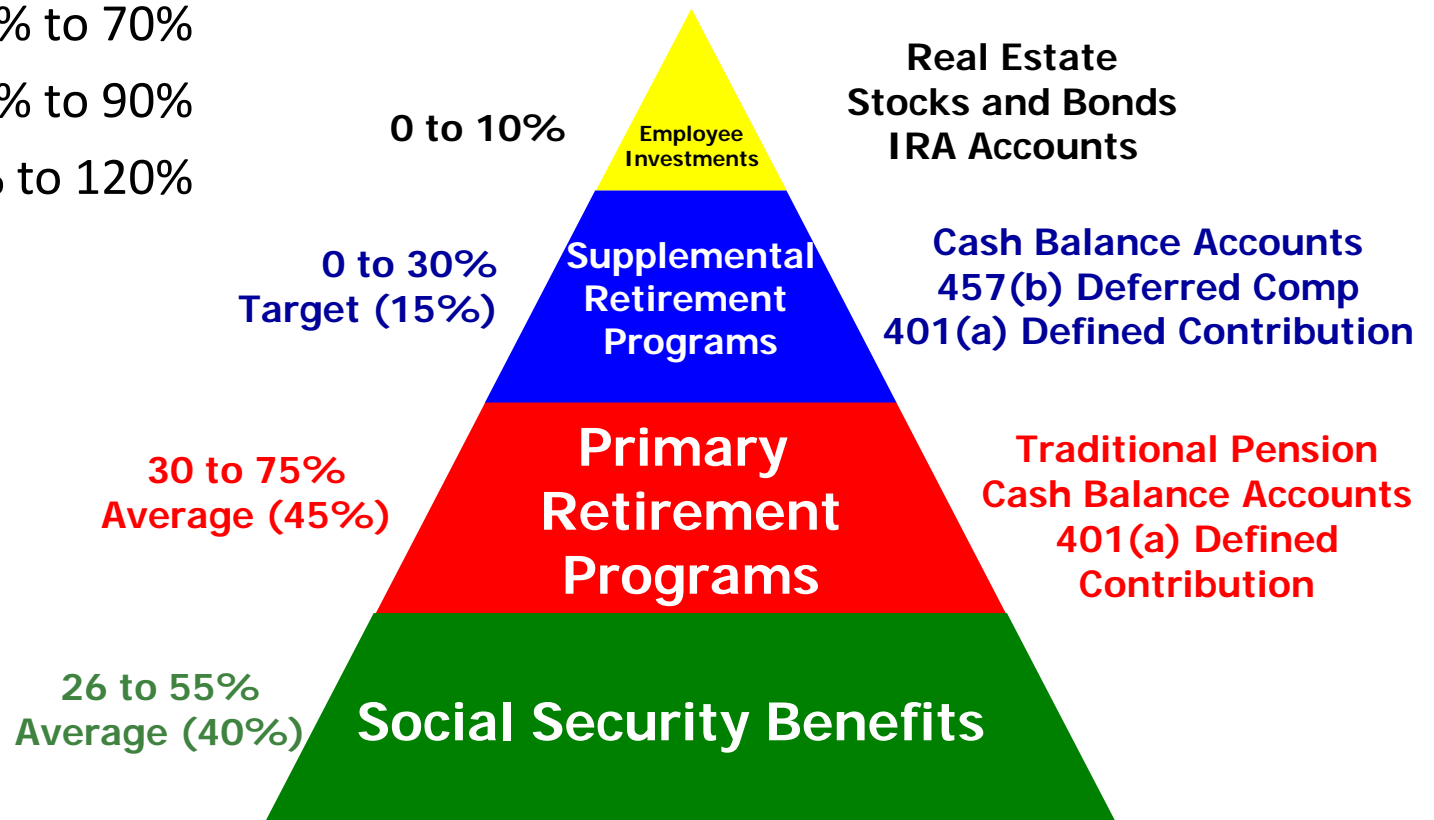 % to 70%
% to 90%
% to 120%
Real Estate
Stocks and Bonds
IRA Accounts
0 to 10%
Employee
Investments
Cash Balance Accounts
457(b) Deferred Comp
401(a) Defined Contribution
0 to 30%
Target (15%)
Supplemental
Retirement
Programs
Traditional Pension
Cash Balance Accounts
401(a) Defined
Contribution
30 to 75%
Average (45%)
Primary
Retirement
Programs
26 to 55%
Average (40%)
Social Security Benefits